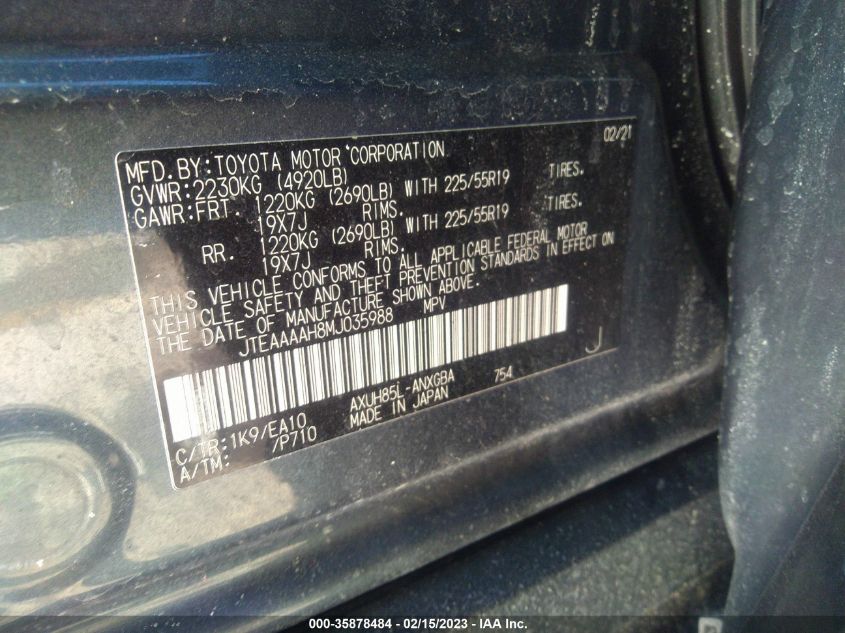 02/21
MFD. BY: TOYOTA MOTOR CORPORATION
GVWR: 2230KG (4920LB)
GAWR: FRT. 1220KG (2690LB) WITH 225/55R19 TIRES.
19X7J RIMS.
RR. 1220KG (2690LB) WITH 225/55R19 TIRES.
19X7J RIMS.
THIS VEHICLE CONFORMS TO ALL APPLICABLE FEDERAL MOTOR
VEHICLE SAFETY AND THEFT PREVENTION STANDARDS IN EFFECT ON
THE DATE OF MANUFACTURE SHOWN ABOVE.
JTEAAAAH8MJ035988 MPV
J
AXUH85L-ANXGBA 754
C/TR: 1K9/EA10 MADE IN JAPAN
A/TM: /P710
000-35878484 - 02/15/2023 - IAA Inc.